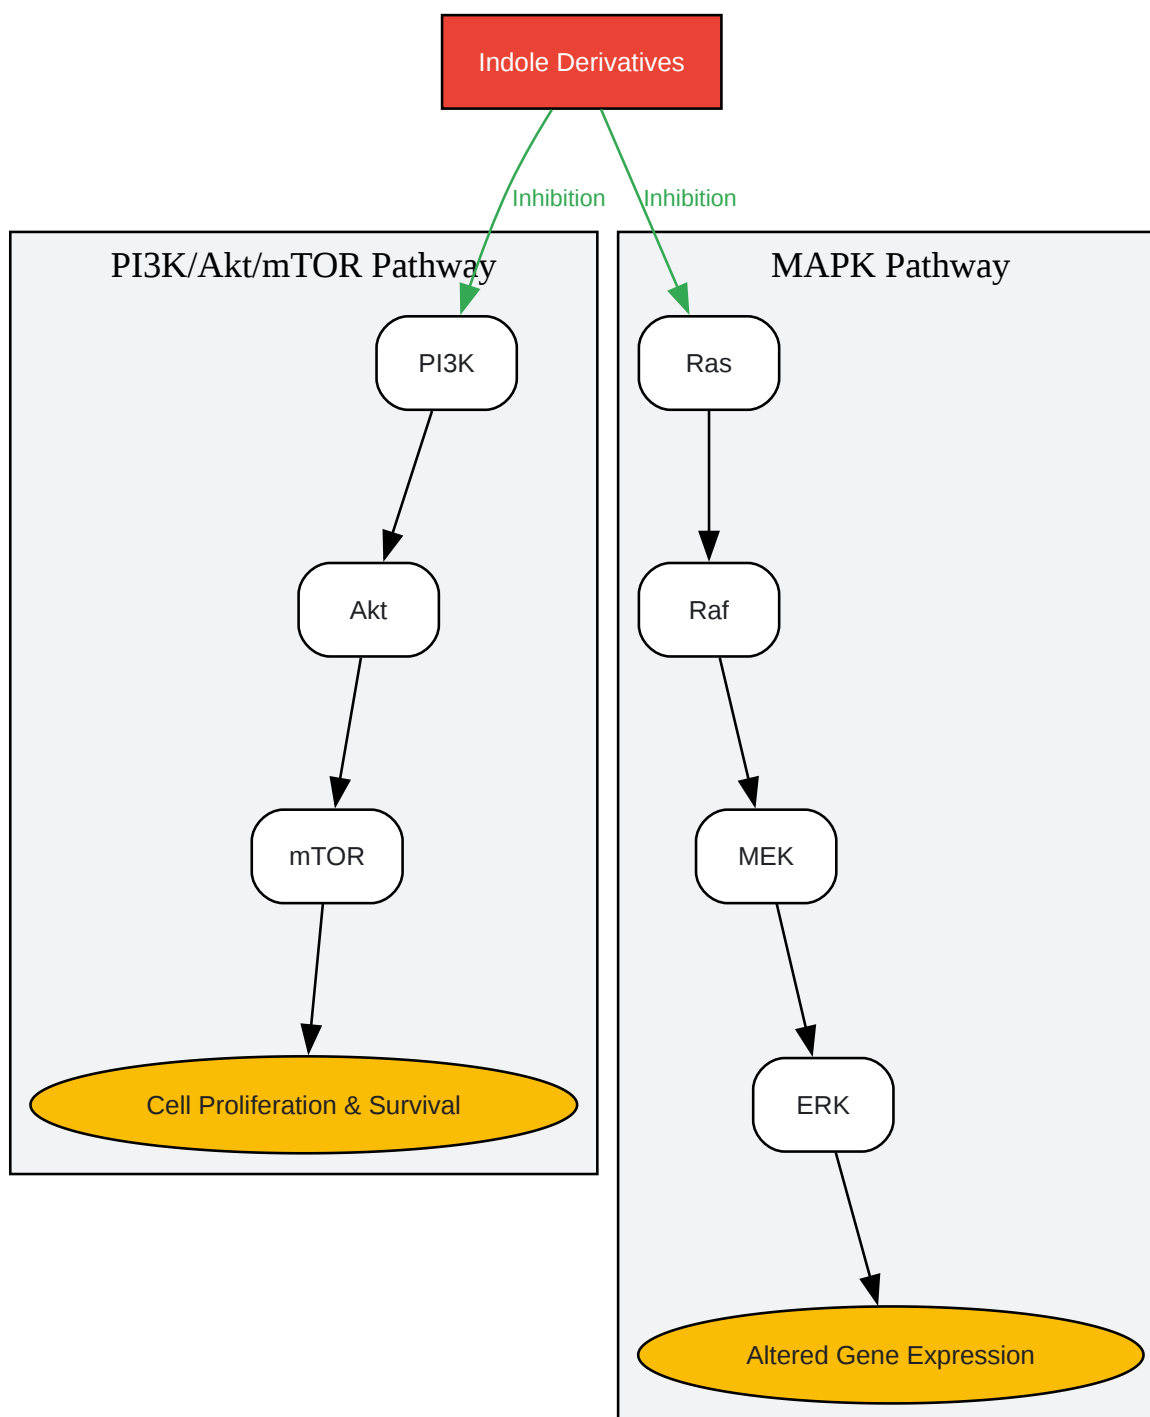 Indole Derivatives
Inhibition
Inhibition
PI3K/Akt/mTOR Pathway
PI3K
Akt
mTOR
Cell Proliferation & Survival
MAPK Pathway
Ras
Raf
MEK
ERK
Altered Gene Expression